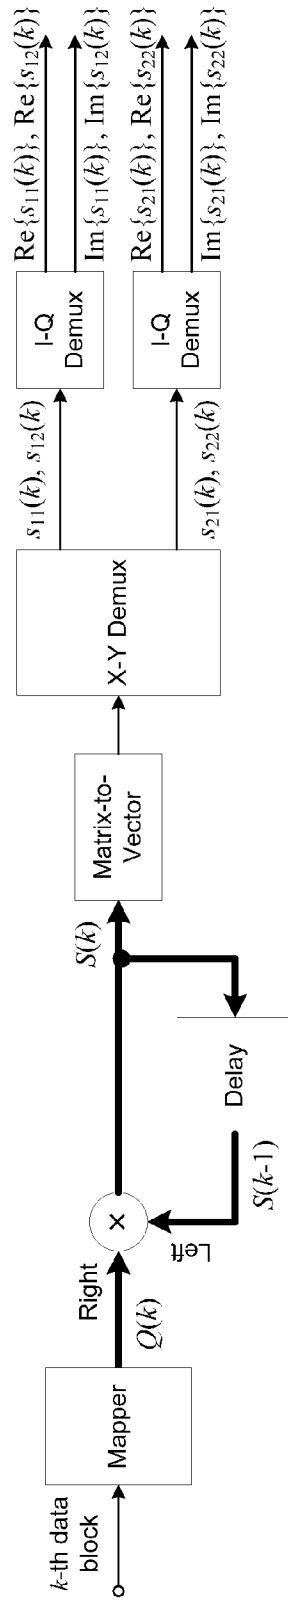 k-th data
block
Mapper
Right
Q(k)
×
Left
S(k-1)
Delay
S(k)
Matrix-to-
Vector
X-Y Demux
s11(k), s12(k)
s21(k), s22(k)
I-Q
Demux
I-Q
Demux
Re{s11(k)}, Re{s12(k)}
Im{s11(k)}, Im{s12(k)}
Re{s21(k)}, Re{s22(k)}
Im{s21(k)}, Im{s22(k)}